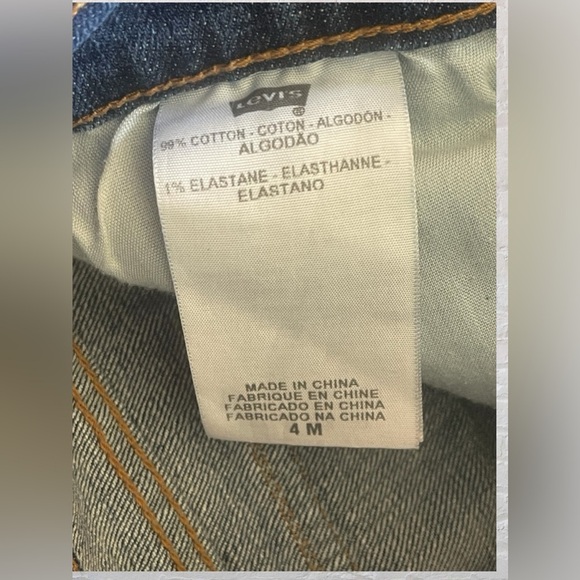 LEVI'S
®
99% COTTON - COTON - ALGODÓN -
ALGODÃO
1% ELASTANE - ELASTHANNE -
ELASTANO
MADE IN CHINA
FABRIQUE EN CHINE
FABRICADO EN CHINA
FABRICADO NA CHINA
4 M